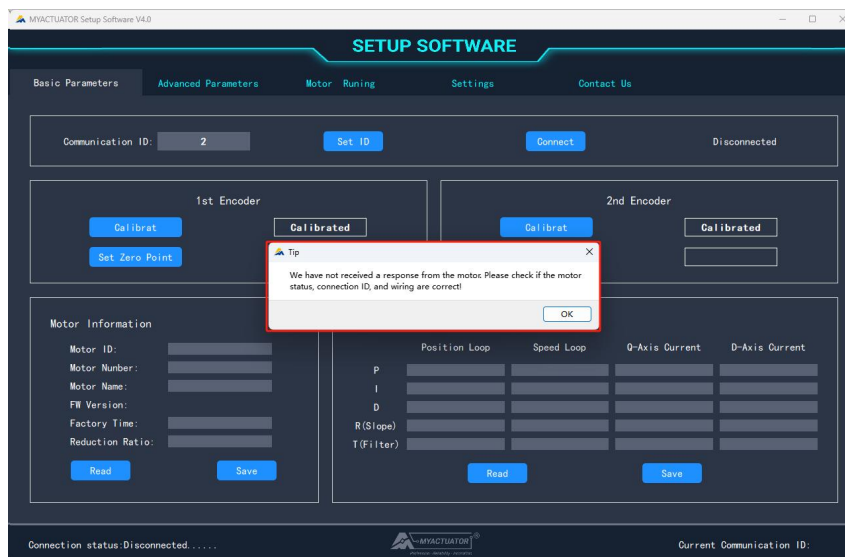 MYACTUATOR Setup Software V4.0
SETUP SOFTWARE
Basic Parameters Advanced Parameters Motor Runing Settings Contact Us
Communication ID: 2 Set ID Connect Disconnected
1st Encoder 2nd Encoder
Calibrat Calibrated Calibrat Calibrated
Set Zero Point
Tip
We have not received a response from the motor. Please check if the motor
status, connection ID, and wiring are correct!
OK
Motor Information
Position Loop Speed Loop Q-Axis Current D-Axis Current
Motor ID:
Motor Nunber:
Motor Name:
FW Version:
Factory Time:
Reduction Ratio:
P
I
D
R(Slope)
T(Filter)
Read Save Read Save
Connection status:Disconnected......
MYACTUATOR®
Current Communication ID: